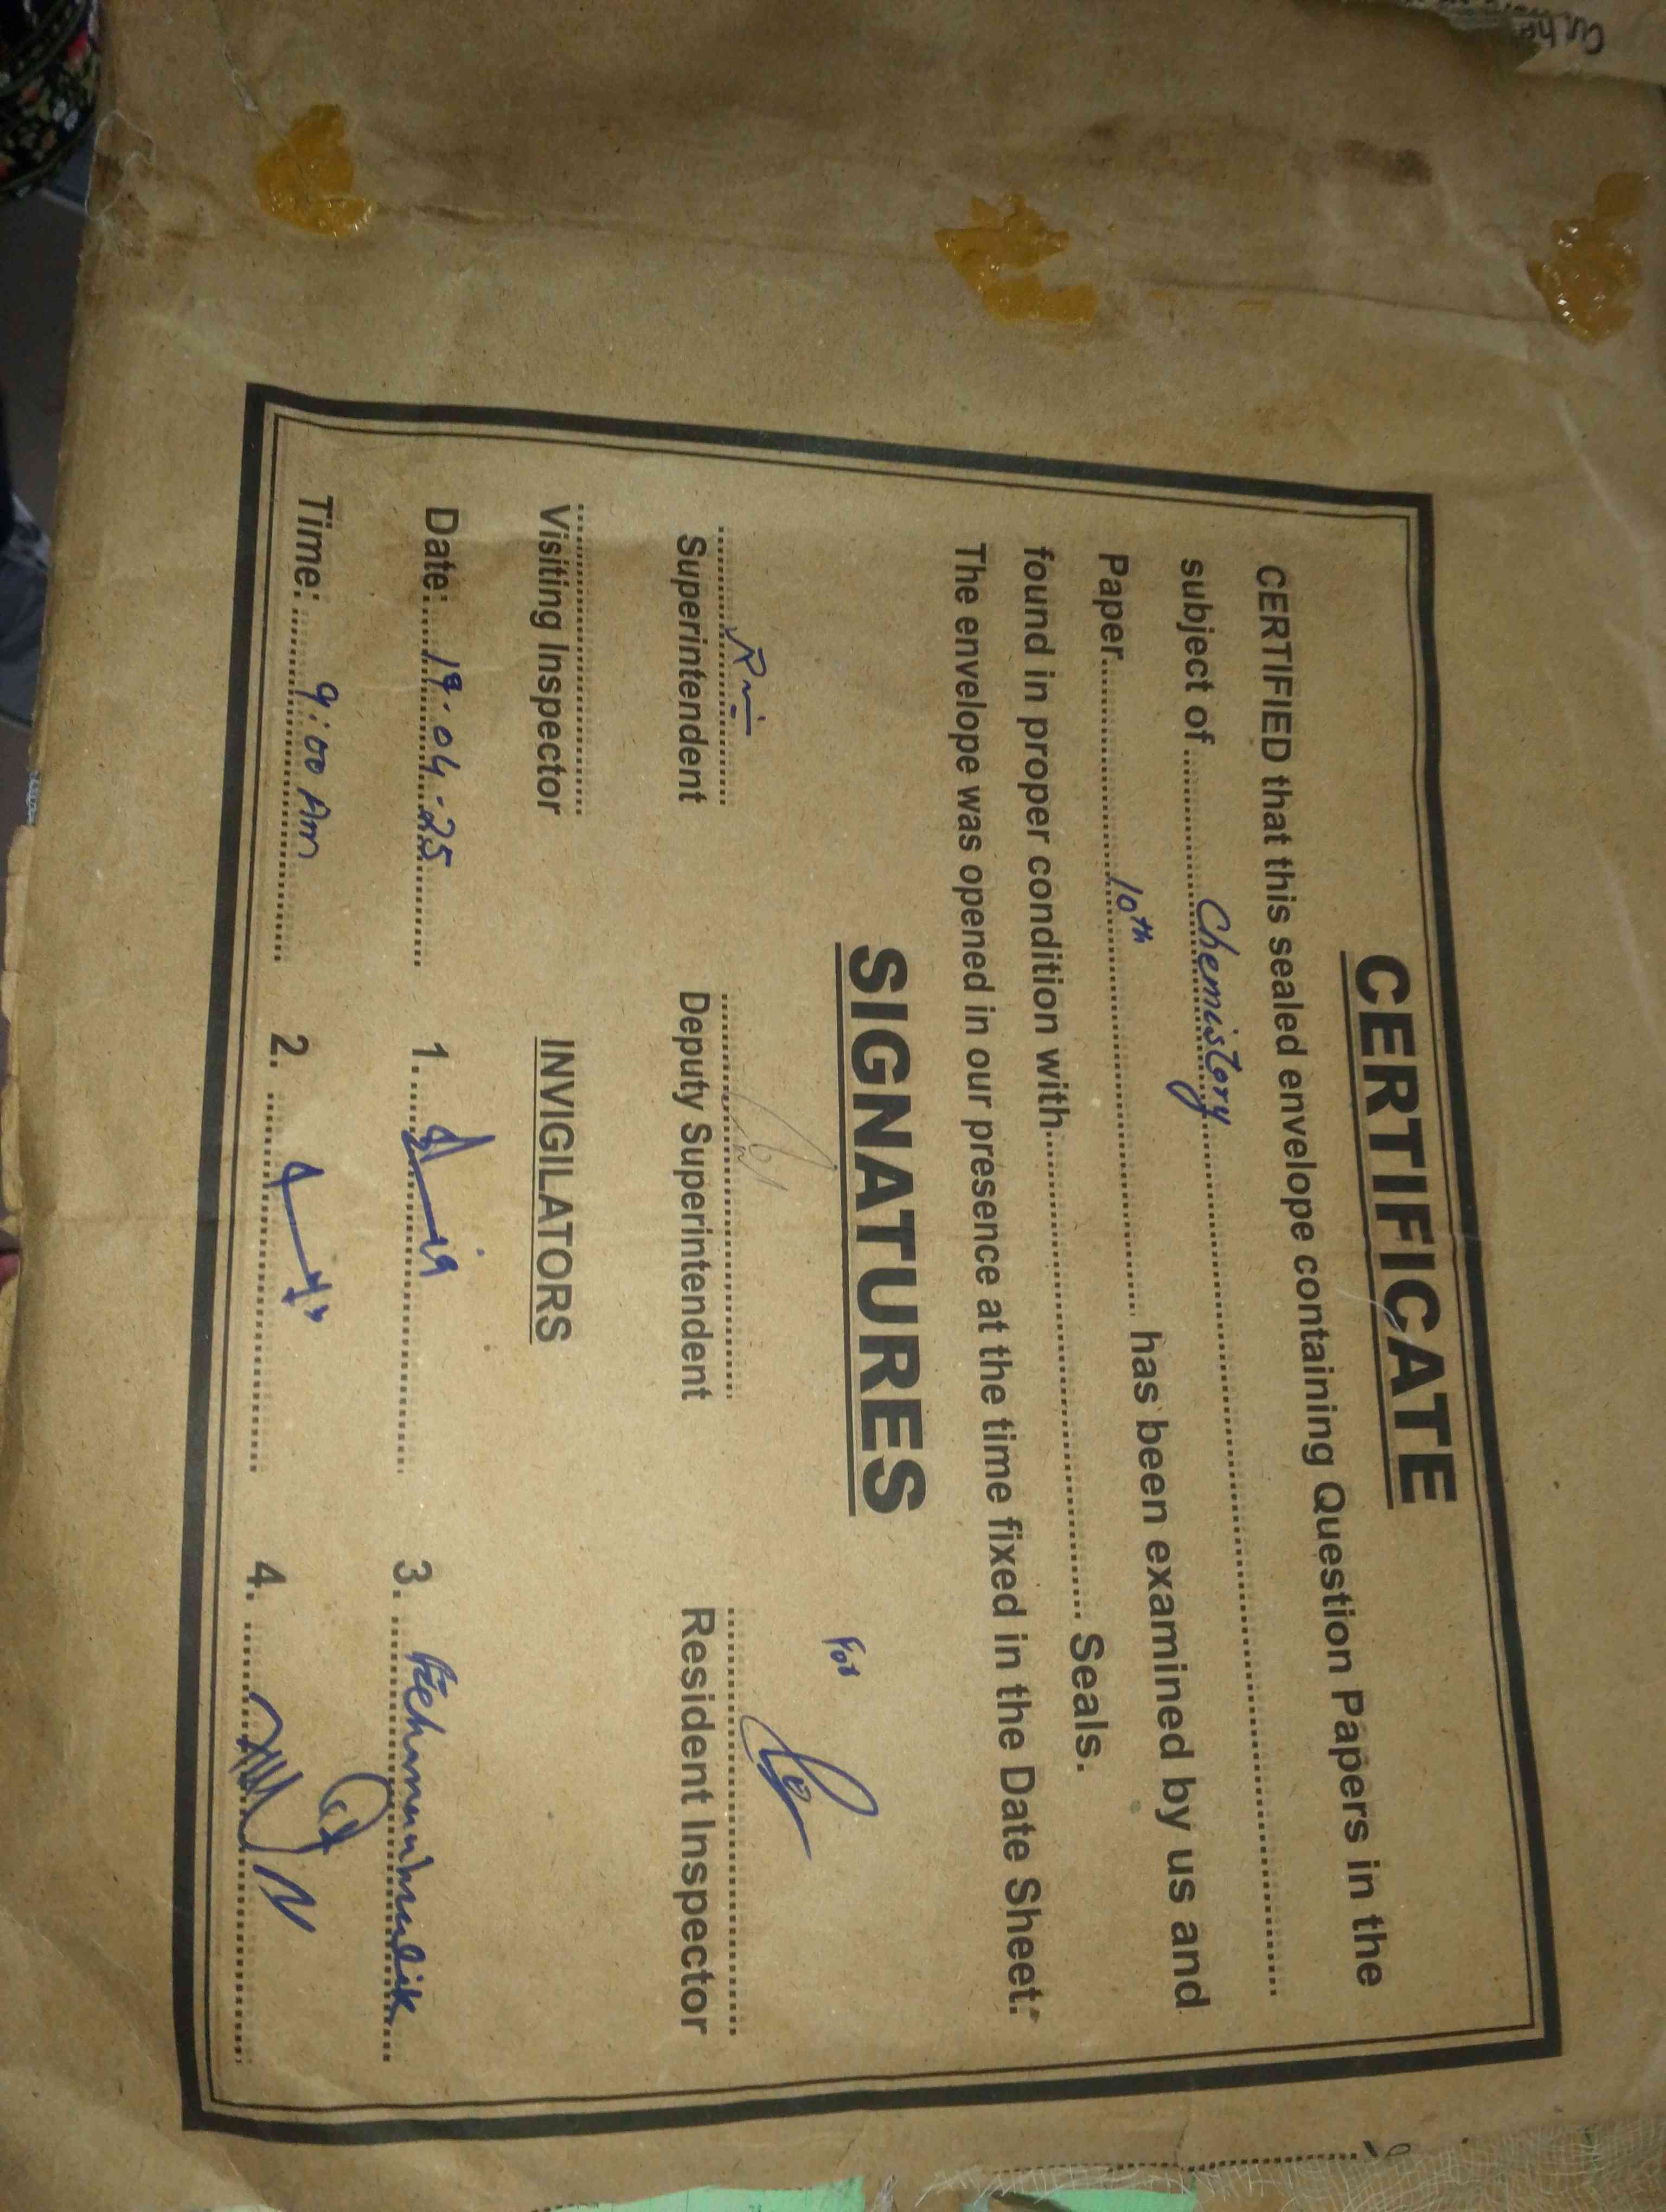 CERTIFICATE
CERTIFIED that this sealed envelope containing Question Papers in the
subject of ........ Chemistory ........
Paper ........ 10th ........ has been examined by us and
found in proper condition with ........ Seals.
The envelope was opened in our presence at the time fixed in the Date Sheet.
SIGNATURES
For
Superintendent Deputy Superintendent Resident Inspector
Visiting Inspector INVIGILATORS
Date: 19.04.25 1. 3.
Time: 9:00 Am 2. 4.